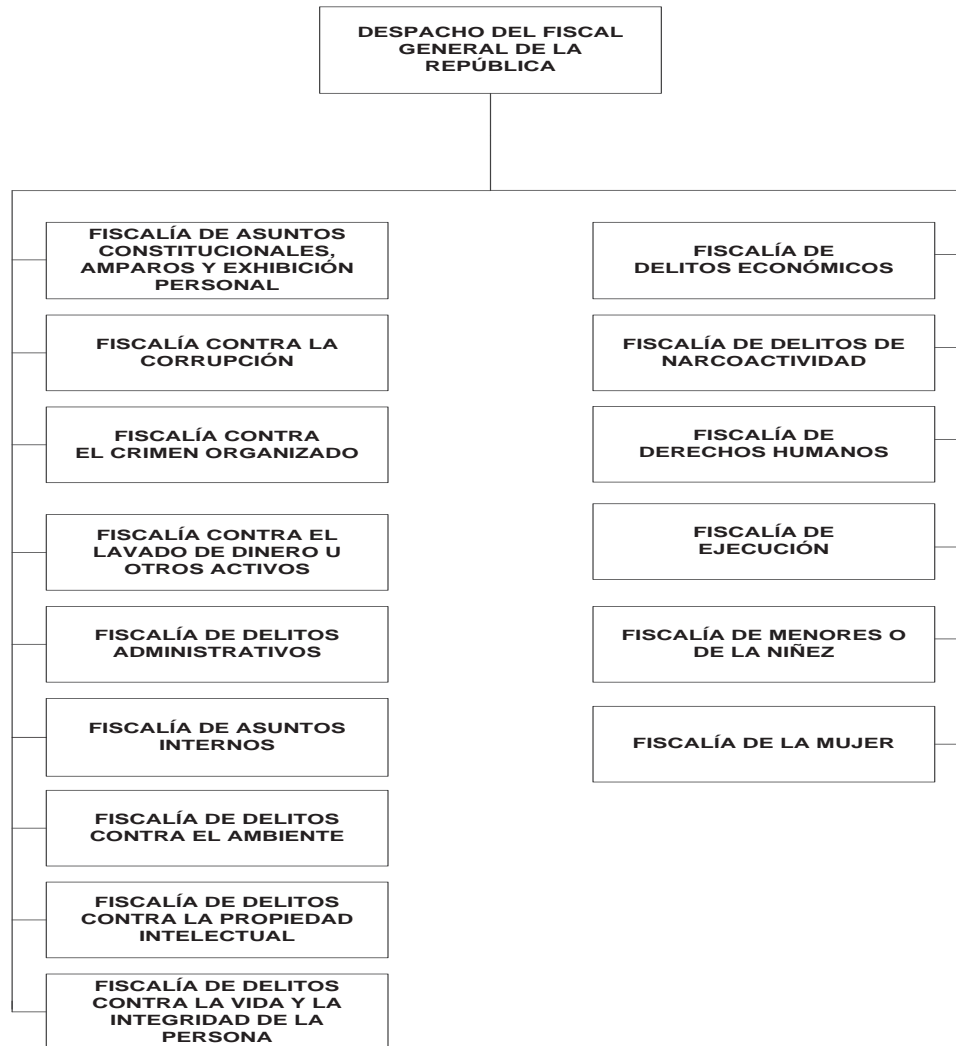 DESPACHO DEL FISCAL
GENERAL DE LA
REPÚBLICA
FISCALÍA DE ASUNTOS
CONSTITUCIONALES,
AMPAROS Y EXHIBICIÓN
PERSONAL
FISCALÍA CONTRA LA
CORRUPCIÓN
FISCALÍA CONTRA
EL CRIMEN ORGANIZADO
FISCALÍA CONTRA EL
LAVADO DE DINERO U
OTROS ACTIVOS
FISCALÍA DE DELITOS
ADMINISTRATIVOS
FISCALÍA DE ASUNTOS
INTERNOS
FISCALÍA DE DELITOS
CONTRA EL AMBIENTE
FISCALÍA DE DELITOS
CONTRA LA PROPIEDAD
INTELECTUAL
FISCALÍA DE DELITOS
CONTRA LA VIDA Y LA
INTEGRIDAD DE LA
PERSONA
FISCALÍA DE
DELITOS ECONÓMICOS
FISCALÍA DE DELITOS DE
NARCOACTIVIDAD
FISCALÍA DE
DERECHOS HUMANOS
FISCALÍA DE
EJECUCIÓN
FISCALÍA DE MENORES O
DE LA NIÑEZ
FISCALÍA DE LA MUJER